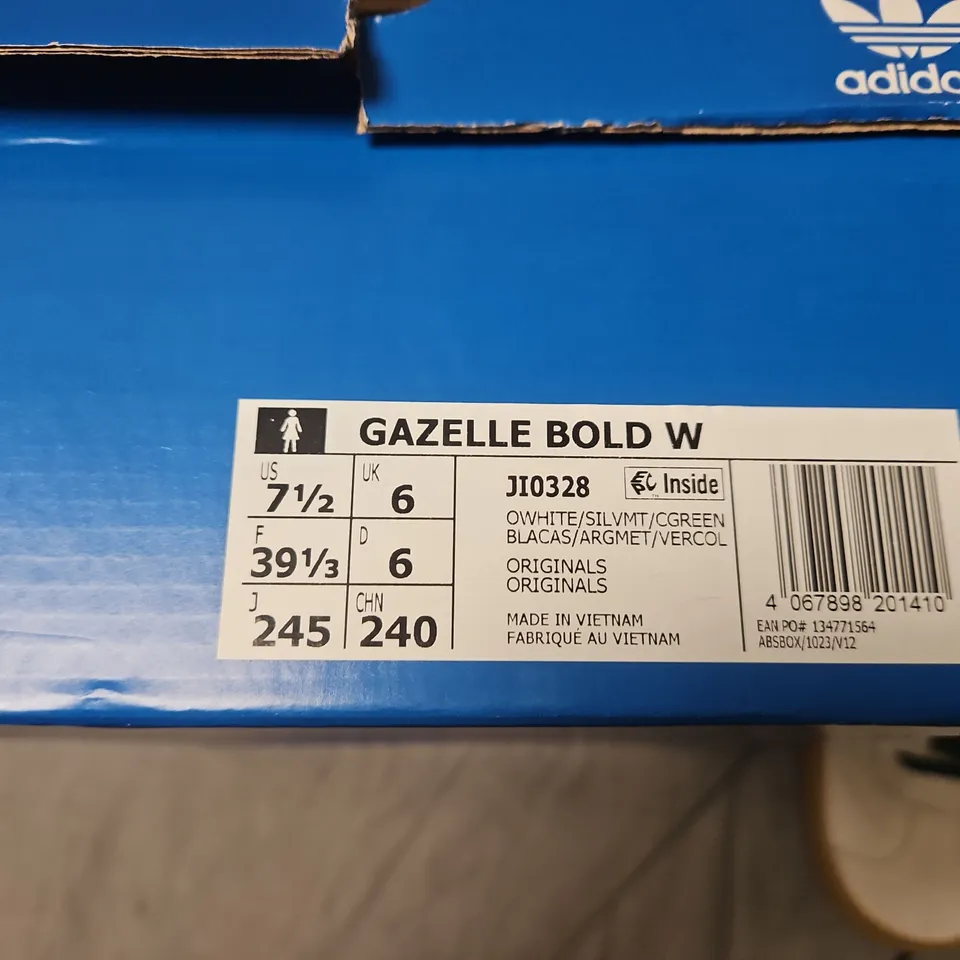 adidas
GAZELLE BOLD W
US 7½
UK 6
F 39⅓
D 6
J 245
CHN 240
JI0328
Inside
OWHITE/SILVMT/CGREEN
BLACAS/ARGMET/VERCOL
ORIGINALS
ORIGINALS
MADE IN VIETNAM
FABRIQUÉ AU VIETNAM
4 067898 201410
EAN PO# 134771564
ABSBOX/1023/V12